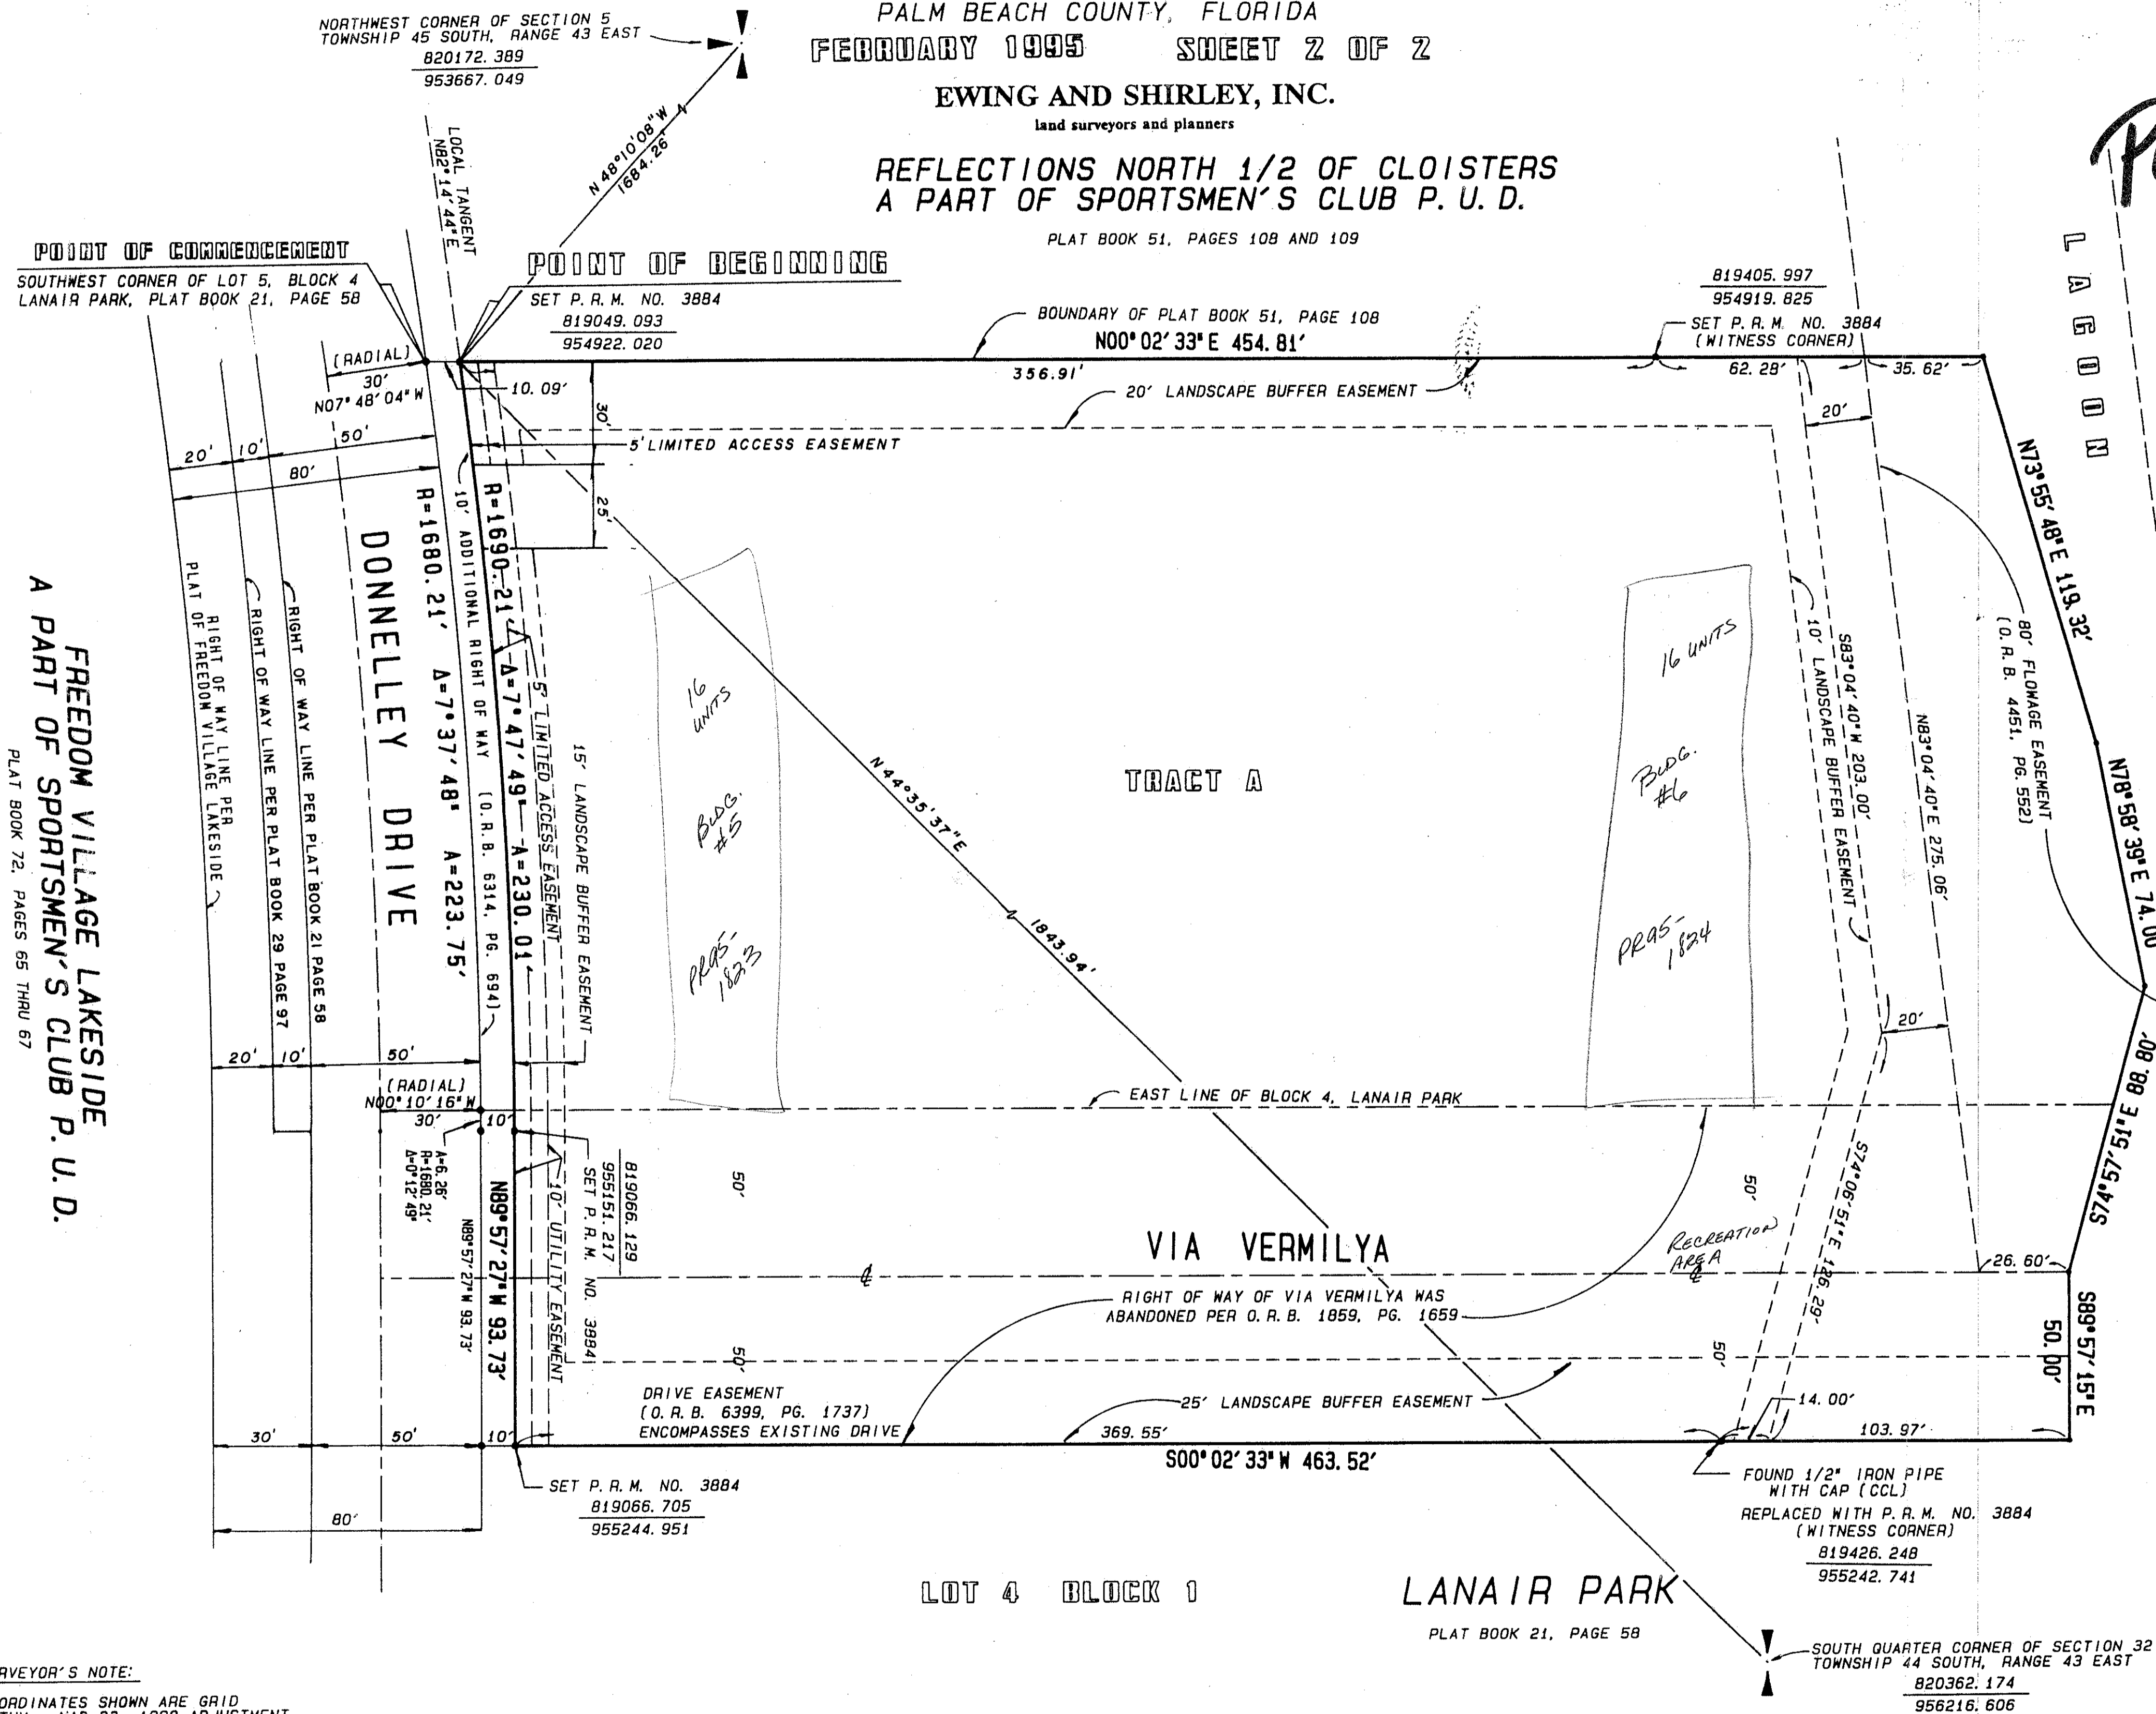 PALM BEACH COUNTY, FLORIDA
FEBRUARY 1995 SHEET 2 OF 2
EWING AND SHIRLEY, INC.
land surveyors and planners
REFLECTIONS NORTH 1/2 OF CLOISTERS
A PART OF SPORTSMEN'S CLUB P.U.D.
PLAT BOOK 51, PAGES 108 AND 109
NORTHWEST CORNER OF SECTION 5
TOWNSHIP 45 SOUTH, RANGE 43 EAST
820172.389
953667.049
N 48°10'08"W
1684.26'
LOCAL TANGENT
N82°14'44"E
POINT OF COMMENCEMENT
SOUTHWEST CORNER OF LOT 5, BLOCK 4
LANAIR PARK, PLAT BOOK 21, PAGE 58
POINT OF BEGINNING
SET P.R.M. NO. 3884
819049.093
954922.020
BOUNDARY OF PLAT BOOK 51, PAGE 108
N00°02'33"E 454.81'
356.91'
20' LANDSCAPE BUFFER EASEMENT
819405.997
954919.825
SET P.R.M. NO. 3884
(WITNESS CORNER)
62.28'
35.62'
20'
LAGOON
(RADIAL)
30'
N07°48'04"W
10.09'
30'
25'
5' LIMITED ACCESS EASEMENT
20'
10'
50'
80'
FREEDOM VILLAGE LAKESIDE
A PART OF SPORTSMEN'S CLUB P.U.D.
PLAT BOOK 72, PAGES 65 THRU 67
RIGHT OF WAY LINE PER
PLAT OF FREEDOM VILLAGE LAKESIDE
RIGHT OF WAY LINE PER PLAT BOOK 29 PAGE 97
RIGHT OF WAY LINE PER PLAT BOOK 21 PAGE 58
DONNELLEY DRIVE
R=1680.21' Δ=7°37'48" A=223.75'
10' ADDITIONAL RIGHT OF WAY (O.R.B. 6314, PG. 694)
R=1690.21' Δ=7°47'49" A=230.01'
5' LIMITED ACCESS EASEMENT
15' LANDSCAPE BUFFER EASEMENT
16
UNITS
BLDG.
#5
PR95-
1823
N44°35'37"E
1843.94'
TRACT A
16 UNITS
BLDG.
#6
PR95-
1824
10' LANDSCAPE BUFFER EASEMENT
S83°04'40"W 203.00'
N83°04'40"E 275.06'
80' FLOWAGE EASEMENT
(O.R.B. 4451, PG. 552)
N73°55'48"E 119.32'
N78°58'39"E 74.00
S74°57'51"E 88.80'
20'
20'
10'
50'
(RADIAL)
N00°10'16"W
30'
10'
A=6.26'
R=1680.21'
Δ=0°12'49"
EAST LINE OF BLOCK 4, LANAIR PARK
819066.129
955151.217
SET P.R.M. NO. 3884
N89°57'27"W 93.73'
N89°57'27"W 93.73'
10' UTILITY EASEMENT
50'
50'
VIA VERMILYA
RECREATION
AREA
S74°06'51"E 126.29'
26.60'
S89°57'15"E
50.00'
RIGHT OF WAY OF VIA VERMILYA WAS
ABANDONED PER O.R.B. 1859, PG. 1659
50'
50'
DRIVE EASEMENT
(O.R.B. 6399, PG. 1737)
ENCOMPASSES EXISTING DRIVE
25' LANDSCAPE BUFFER EASEMENT
369.55'
14.00'
103.97'
30'
50'
10'
80'
S00°02'33"W 463.52'
SET P.R.M. NO. 3884
819066.705
955244.951
FOUND 1/2" IRON PIPE
WITH CAP (CCL)
REPLACED WITH P.R.M. NO. 3884
(WITNESS CORNER)
819426.248
955242.741
LOT 4 BLOCK 1
LANAIR PARK
PLAT BOOK 21, PAGE 58
SOUTH QUARTER CORNER OF SECTION 32
TOWNSHIP 44 SOUTH, RANGE 43 EAST
820362.174
956216.606
RVEYOR'S NOTE:
ORDINATES SHOWN ARE GRID